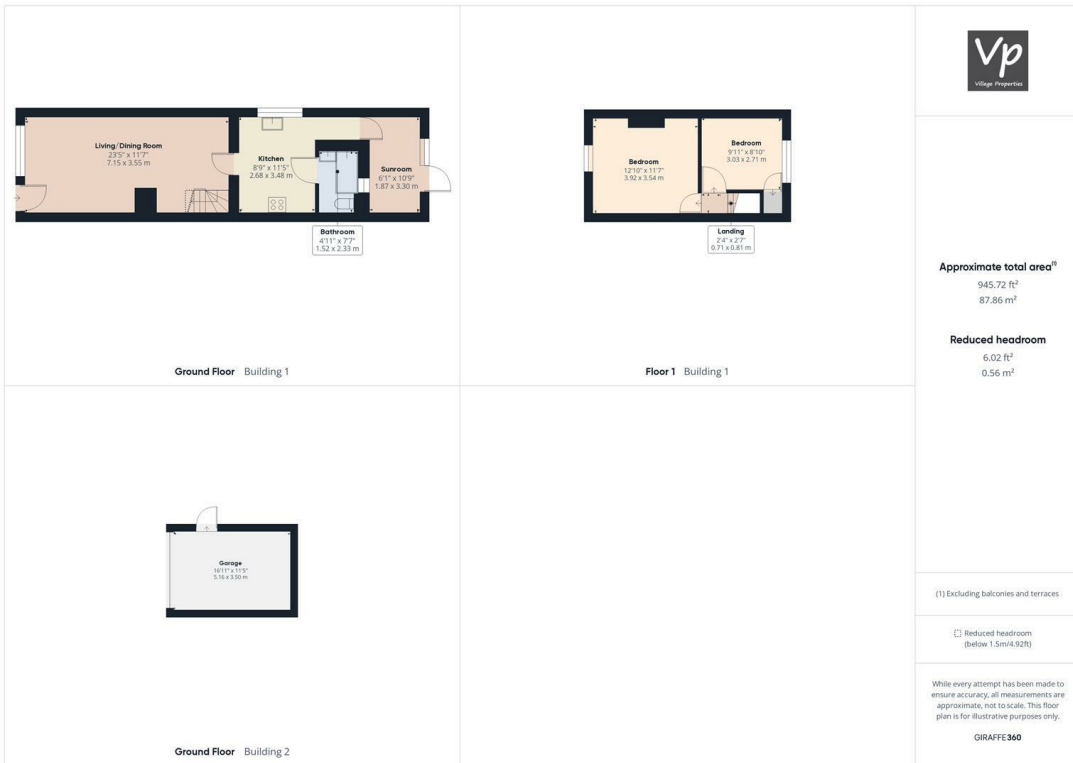 Living/Dining Room
23'5" x 11'7"
7.15 x 3.55 m
Kitchen
8'9" x 11'5"
2.68 x 3.48 m
Sunroom
6'1" x 10'9"
1.87 x 3.30 m
Bathroom
4'11" x 7'7"
1.52 x 2.33 m
Ground Floor Building 1
Bedroom
12'10" x 11'7"
3.92 x 3.54 m
Bedroom
9'11" x 8'10"
3.03 x 2.71 m
Landing
2'4" x 2'7"
0.71 x 0.81 m
Floor 1 Building 1
Garage
16'11" x 11'5"
5.16 x 3.50 m
Ground Floor Building 2
Vp
Village Properties
Approximate total area(1)
945.72 ft²
87.86 m²
Reduced headroom
6.02 ft²
0.56 m²
(1) Excluding balconies and terraces
Reduced headroom
(below 1.5m/4.92ft)
While every attempt has been made to
ensure accuracy, all measurements are
approximate, not to scale. This floor
plan is for illustrative purposes only.
GIRAFFE360